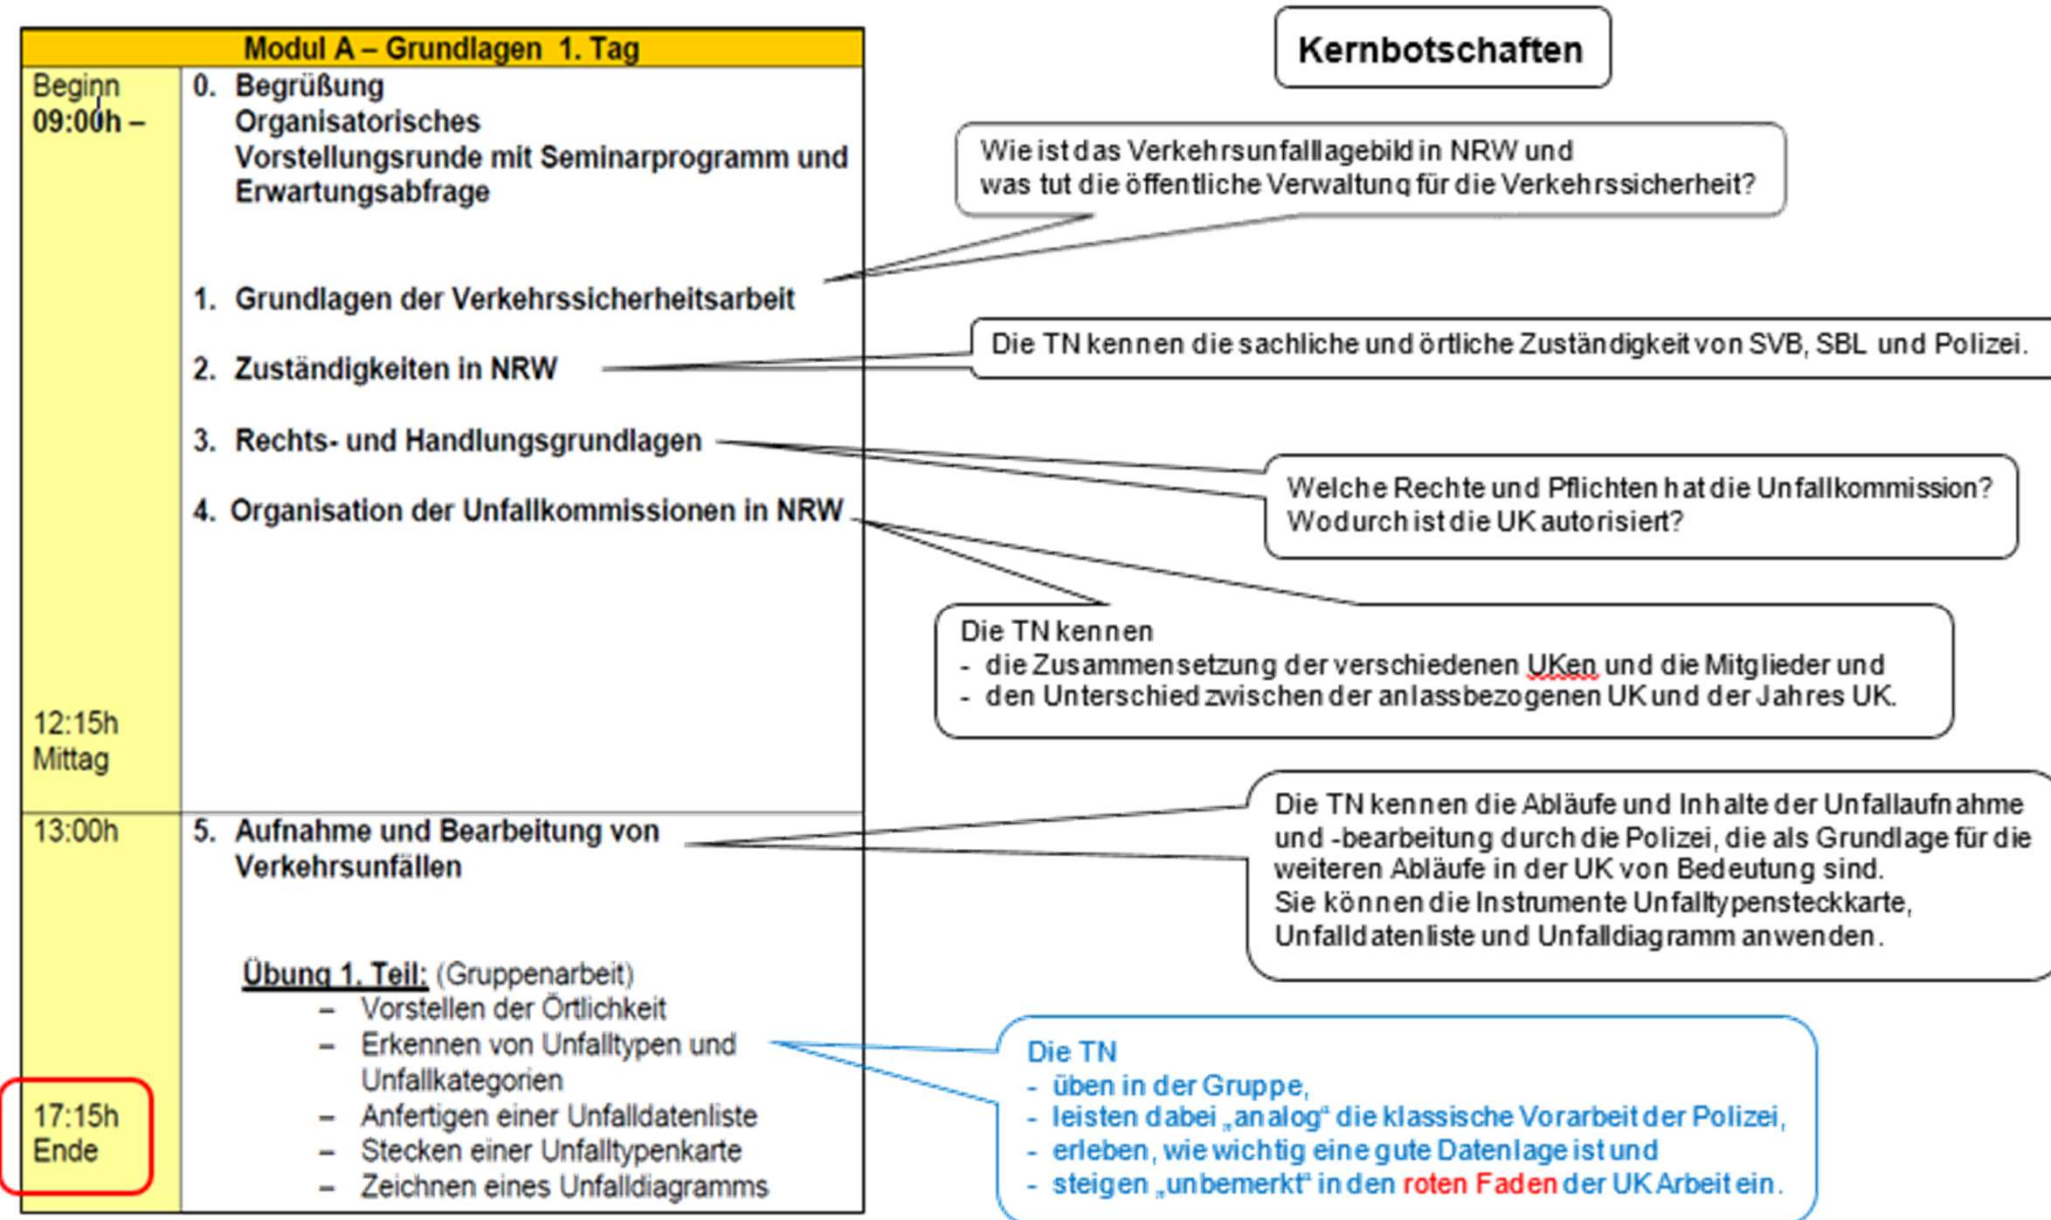 Modul A – Grundlagen 1. Tag
Beginn
09:00h –
0. Begrüßung
Organisatorisches
Vorstellungsrunde mit Seminarprogramm und
Erwartungsabfrage
1. Grundlagen der Verkehrssicherheitsarbeit
2. Zuständigkeiten in NRW
3. Rechts- und Handlungsgrundlagen
4. Organisation der Unfallkommissionen in NRW
12:15h
Mittag
13:00h
5. Aufnahme und Bearbeitung von
Verkehrsunfällen
Übung 1. Teil: (Gruppenarbeit)
– Vorstellen der Örtlichkeit
– Erkennen von Unfalltypen und
Unfallkategorien
– Anfertigen einer Unfalldatenliste
– Stecken einer Unfalltypenkarte
– Zeichnen eines Unfalldiagramms
17:15h
Ende
Kernbotschaften
Wie ist das Verkehrsunfalllagebild in NRW und
was tut die öffentliche Verwaltung für die Verkehrssicherheit?
Die TN kennen die sachliche und örtliche Zuständigkeit von SVB, SBL und Polizei.
Welche Rechte und Pflichten hat die Unfallkommission?
Wodurch ist die UK autorisiert?
Die TN kennen
- die Zusammensetzung der verschiedenen UKen und die Mitglieder und
- den Unterschied zwischen der anlassbezogenen UK und der Jahres UK.
Die TN kennen die Abläufe und Inhalte der Unfallaufnahme
und -bearbeitung durch die Polizei, die als Grundlage für die
weiteren Abläufe in der UK von Bedeutung sind.
Sie können die Instrumente Unfalltypensteckkarte,
Unfalldatenliste und Unfalldiagramm anwenden.
Die TN
- üben in der Gruppe,
- leisten dabei „analog“ die klassische Vorarbeit der Polizei,
- erleben, wie wichtig eine gute Datenlage ist und
- steigen „unbemerkt“ in den roten Faden der UK Arbeit ein.